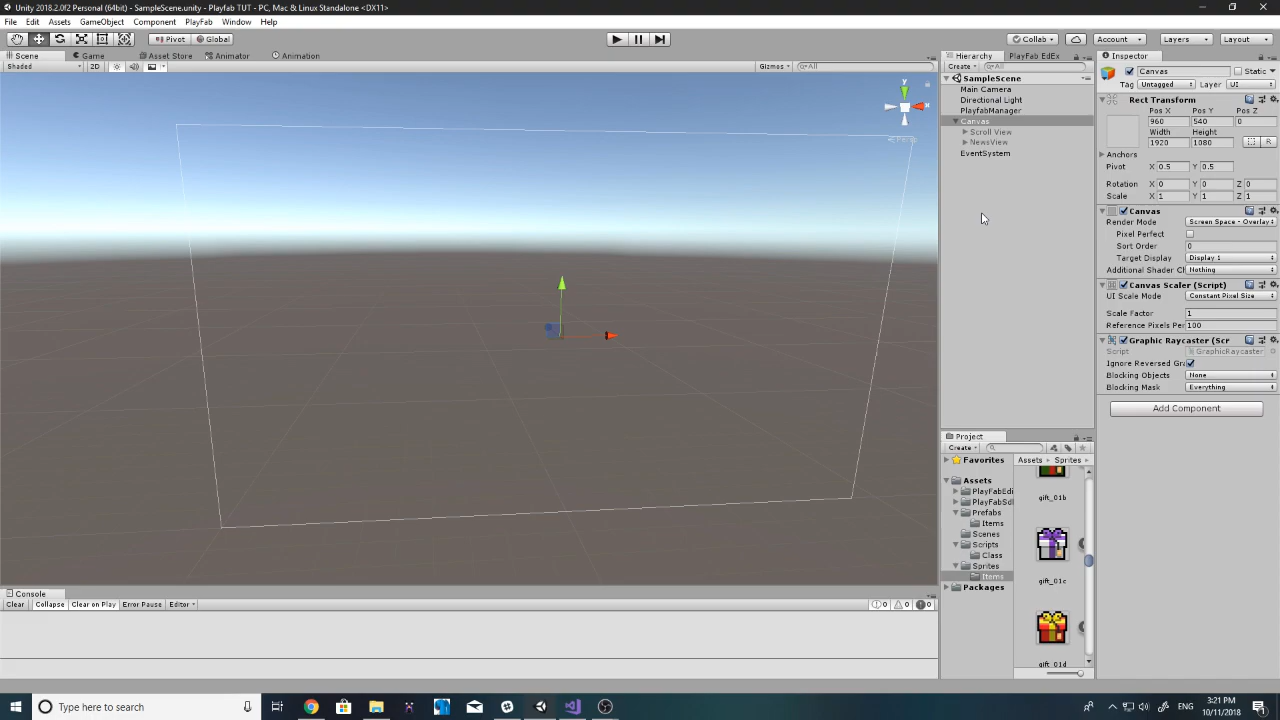 Unity 2018.2.0f2 Personal (64bit) - SampleScene.unity - Playfab TUT - PC, Mac & Linux Standalone <DX11>
File Edit Assets GameObject Component PlayFab Window Help
Pivot Global Collab Account Layers Layout
Scene Game Asset Store Animator Animation
Shaded 2D Gizmos All
y x Persp
Hierarchy PlayFab EdEx
Create All
SampleScene
Main Camera
Directional Light
PlayfabManager
Canvas
Scroll View
NewsView
EventSystem
Inspector
Canvas Static
Tag Untagged Layer UI
Rect Transform
Pos X Pos Y Pos Z
960 540 0
Width Height
1920 1080 R
Anchors
Pivot X 0.5 Y 0.5
Rotation X 0 Y 0 Z 0
Scale X 1 Y 1 Z 1
Canvas
Render Mode Screen Space - Overlay
Pixel Perfect
Sort Order 0
Target Display Display 1
Additional Shader Ch Nothing
Canvas Scaler (Script)
UI Scale Mode Constant Pixel Size
Scale Factor 1
Reference Pixels Per 100
Graphic Raycaster (Scr
Script GraphicRaycaster
Ignore Reversed Gra
Blocking Objects None
Blocking Mask Everything
Add Component
Project
Create
Favorites
Assets
PlayFabEdi
PlayFabSd
Prefabs
Items
Scenes
Scripts
Class
Sprites
Items
Packages
Assets Sprites
gift_01b
gift_01c
gift_01d
Console
Clear Collapse Clear on Play Error Pause Editor 0 0 0
Type here to search
3:21 PM
10/11/2018